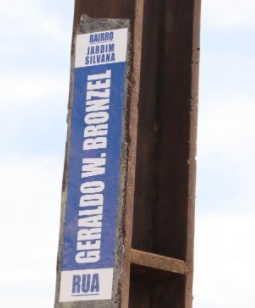 BAIRRO
JARDIM
SILVANA
RUA
GERALDO W. BRONZEL